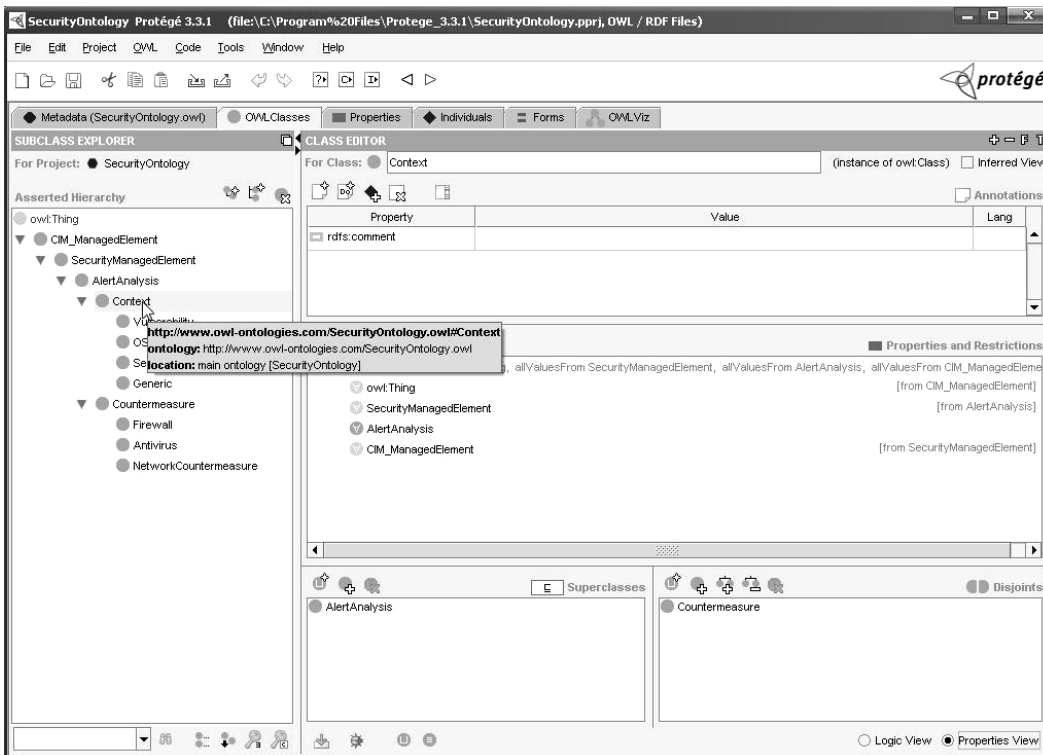 SecurityOntology Protégé 3.3.1 (file:\C:\Program%20Files\Protege_3.3.1\SecurityOntology.pprj, OWL / RDF Files)
File Edit Project OWL Code Tools Window Help
protégé
Metadata (SecurityOntology.owl) OWLClasses Properties Individuals Forms OWLViz
SUBCLASS EXPLORER
For Project: SecurityOntology
Asserted Hierarchy
owl:Thing
CIM_ManagedElement
SecurityManagedElement
AlertAnalysis
Context
Vulnerability
OS
Se
Generic
Countermeasure
Firewall
Antivirus
NetworkCountermeasure
http://www.owl-ontologies.com/SecurityOntology.owl#Context
ontology: http://www.owl-ontologies.com/SecurityOntology.owl
location: main ontology [SecurityOntology]
CLASS EDITOR
For Class: Context (instance of owl:Class) Inferred View
Annotations
Property Value Lang
rdfs:comment
Properties and Restrictions
, allValuesFrom SecurityManagedElement, allValuesFrom AlertAnalysis, allValuesFrom CIM_ManagedEleme
owl:Thing [from CIM_ManagedElement]
SecurityManagedElement [from AlertAnalysis]
AlertAnalysis
CIM_ManagedElement [from SecurityManagedElement]
Superclasses
AlertAnalysis
Disjoints
Countermeasure
Logic View Properties View